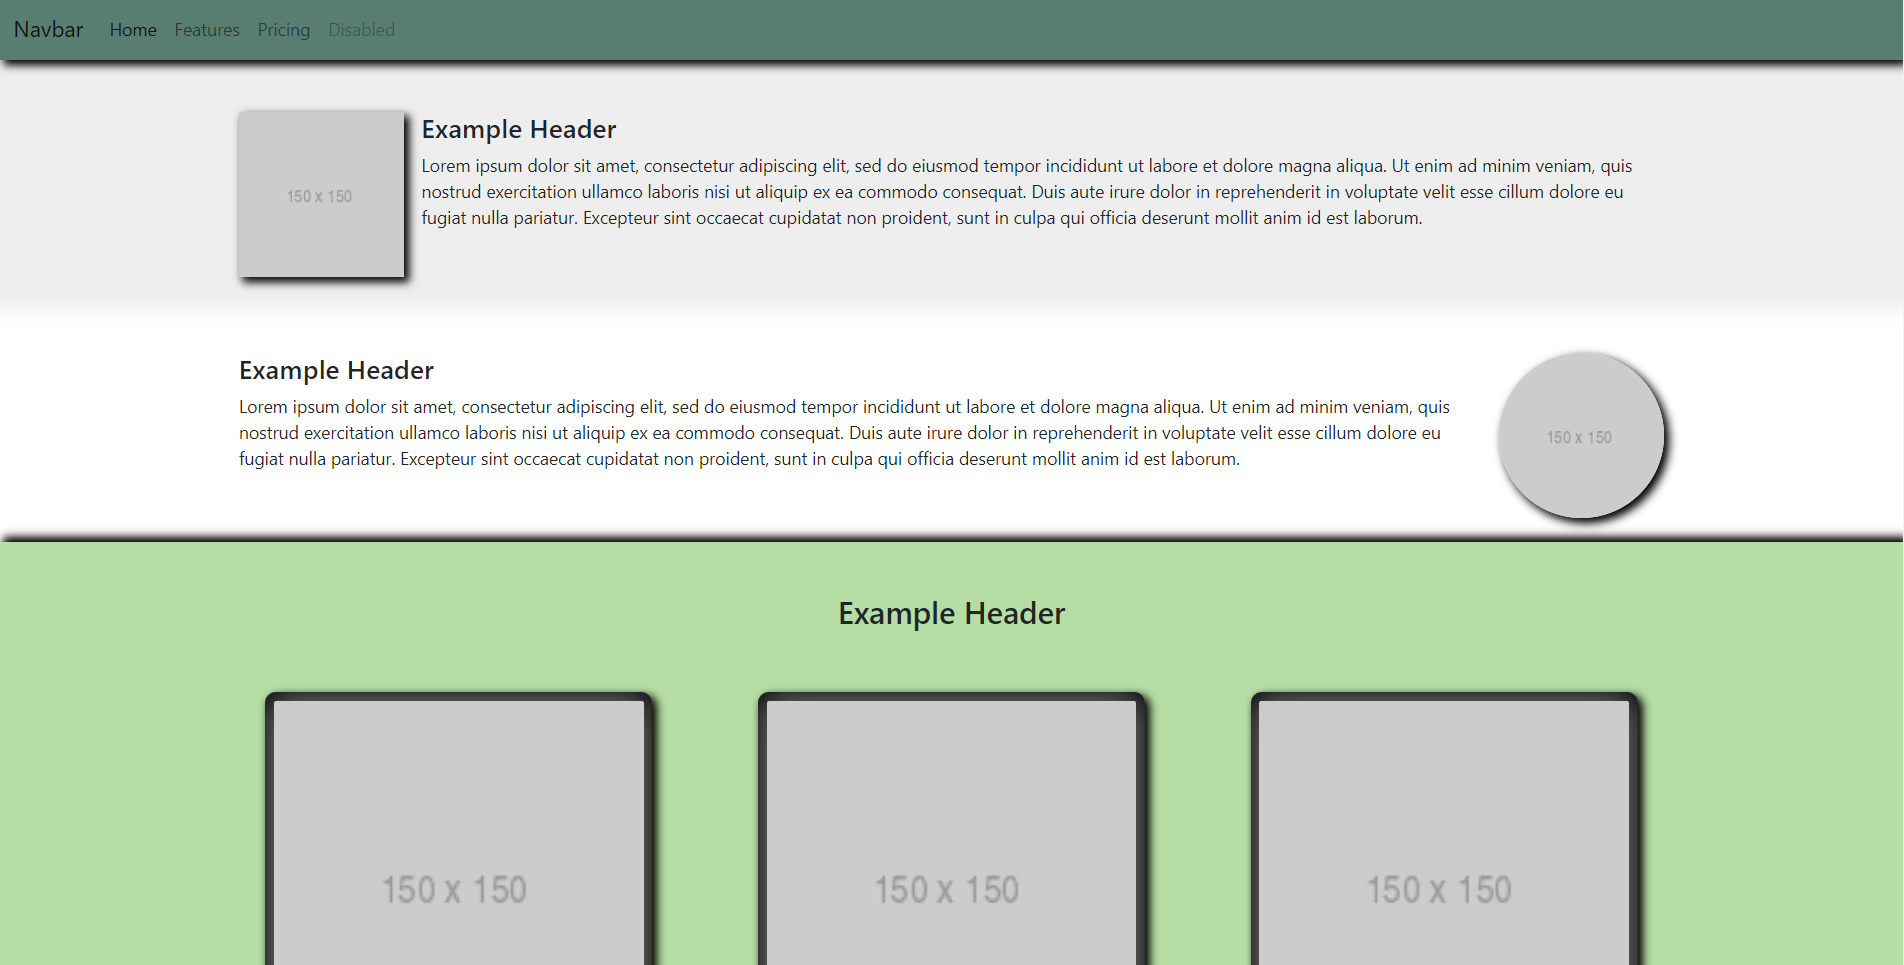 Navbar Home Features Pricing Disabled
Example Header
150 x 150
Lorem ipsum dolor sit amet, consectetur adipiscing elit, sed do eiusmod tempor incididunt ut labore et dolore magna aliqua. Ut enim ad minim veniam, quis
nostrud exercitation ullamco laboris nisi ut aliquip ex ea commodo consequat. Duis aute irure dolor in reprehenderit in voluptate velit esse cillum dolore eu
fugiat nulla pariatur. Excepteur sint occaecat cupidatat non proident, sunt in culpa qui officia deserunt mollit anim id est laborum.
Example Header
Lorem ipsum dolor sit amet, consectetur adipiscing elit, sed do eiusmod tempor incididunt ut labore et dolore magna aliqua. Ut enim ad minim veniam, quis
nostrud exercitation ullamco laboris nisi ut aliquip ex ea commodo consequat. Duis aute irure dolor in reprehenderit in voluptate velit esse cillum dolore eu
fugiat nulla pariatur. Excepteur sint occaecat cupidatat non proident, sunt in culpa qui officia deserunt mollit anim id est laborum.
150 x 150
Example Header
150 x 150
150 x 150
150 x 150